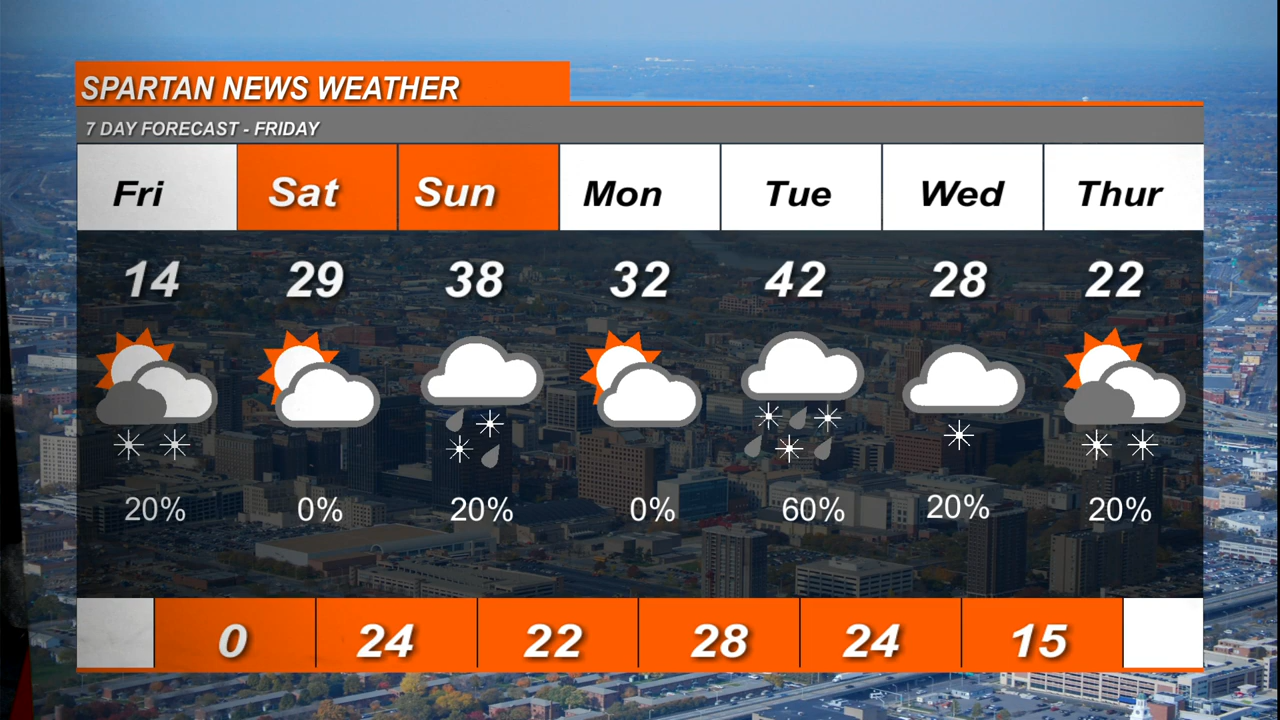 SPARTAN NEWS WEATHER
7 DAY FORECAST - FRIDAY
Fri Sat Sun Mon Tue Wed Thur
14 29 38 32 42 28 22
20% 0% 20% 0% 60% 20% 20%
0 24 22 28 24 15